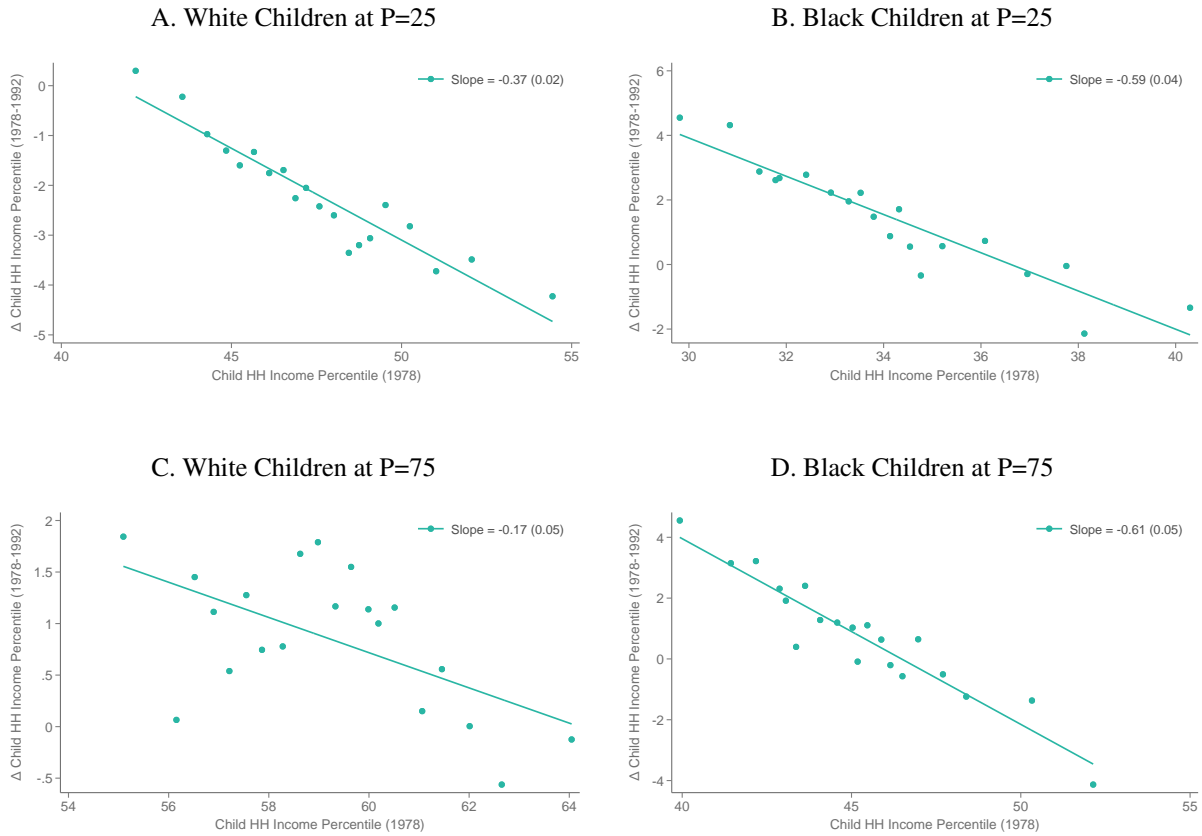 A. White Children at P=25
Δ Child HH Income Percentile (1978-1992)
Slope = -0.37 (0.02)
0
-1
-2
-3
-4
-5
40 45 50 55
Child HH Income Percentile (1978)
B. Black Children at P=25
Δ Child HH Income Percentile (1978-1992)
Slope = -0.59 (0.04)
6
4
2
0
-2
30 32 34 36 38 40
Child HH Income Percentile (1978)
C. White Children at P=75
Δ Child HH Income Percentile (1978-1992)
Slope = -0.17 (0.05)
2
1.5
1
.5
0
-.5
54 56 58 60 62 64
Child HH Income Percentile (1978)
D. Black Children at P=75
Δ Child HH Income Percentile (1978-1992)
Slope = -0.61 (0.05)
4
2
0
-2
-4
40 45 50 55
Child HH Income Percentile (1978)